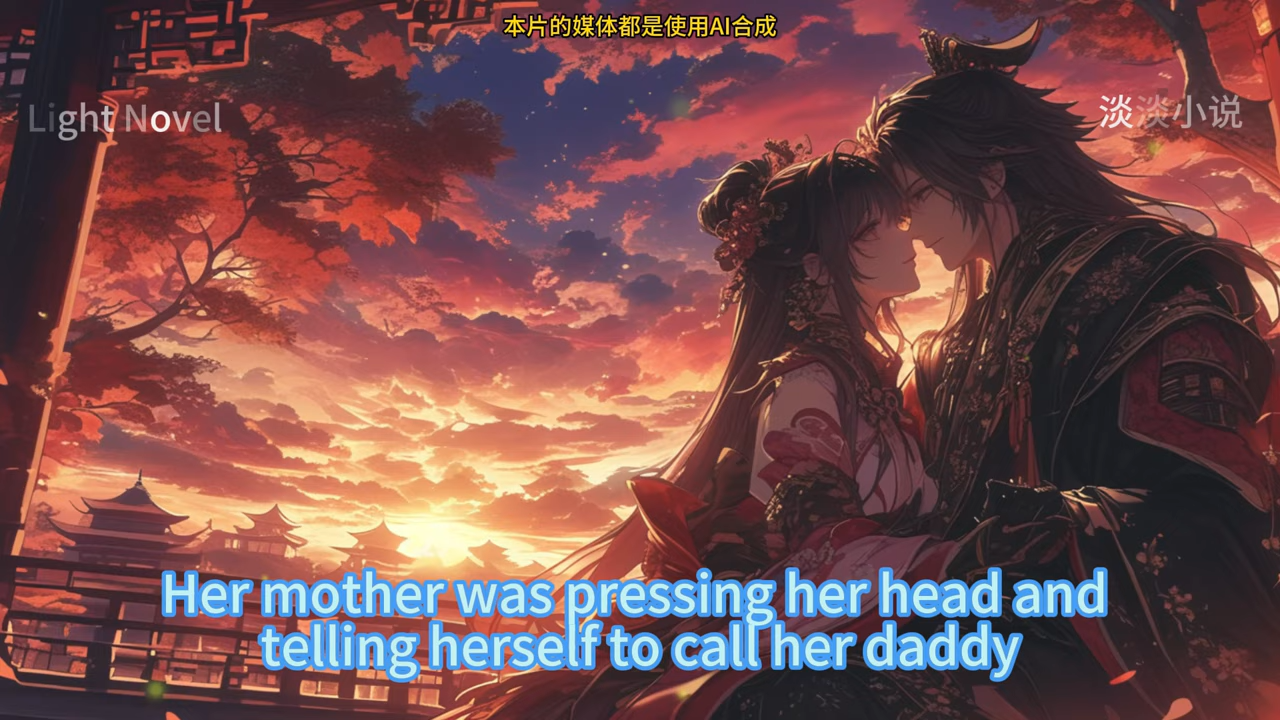 本片的媒体都是使用AI合成
Light Novel
淡淡小说
Her mother was pressing her head and
telling herself to call her daddy